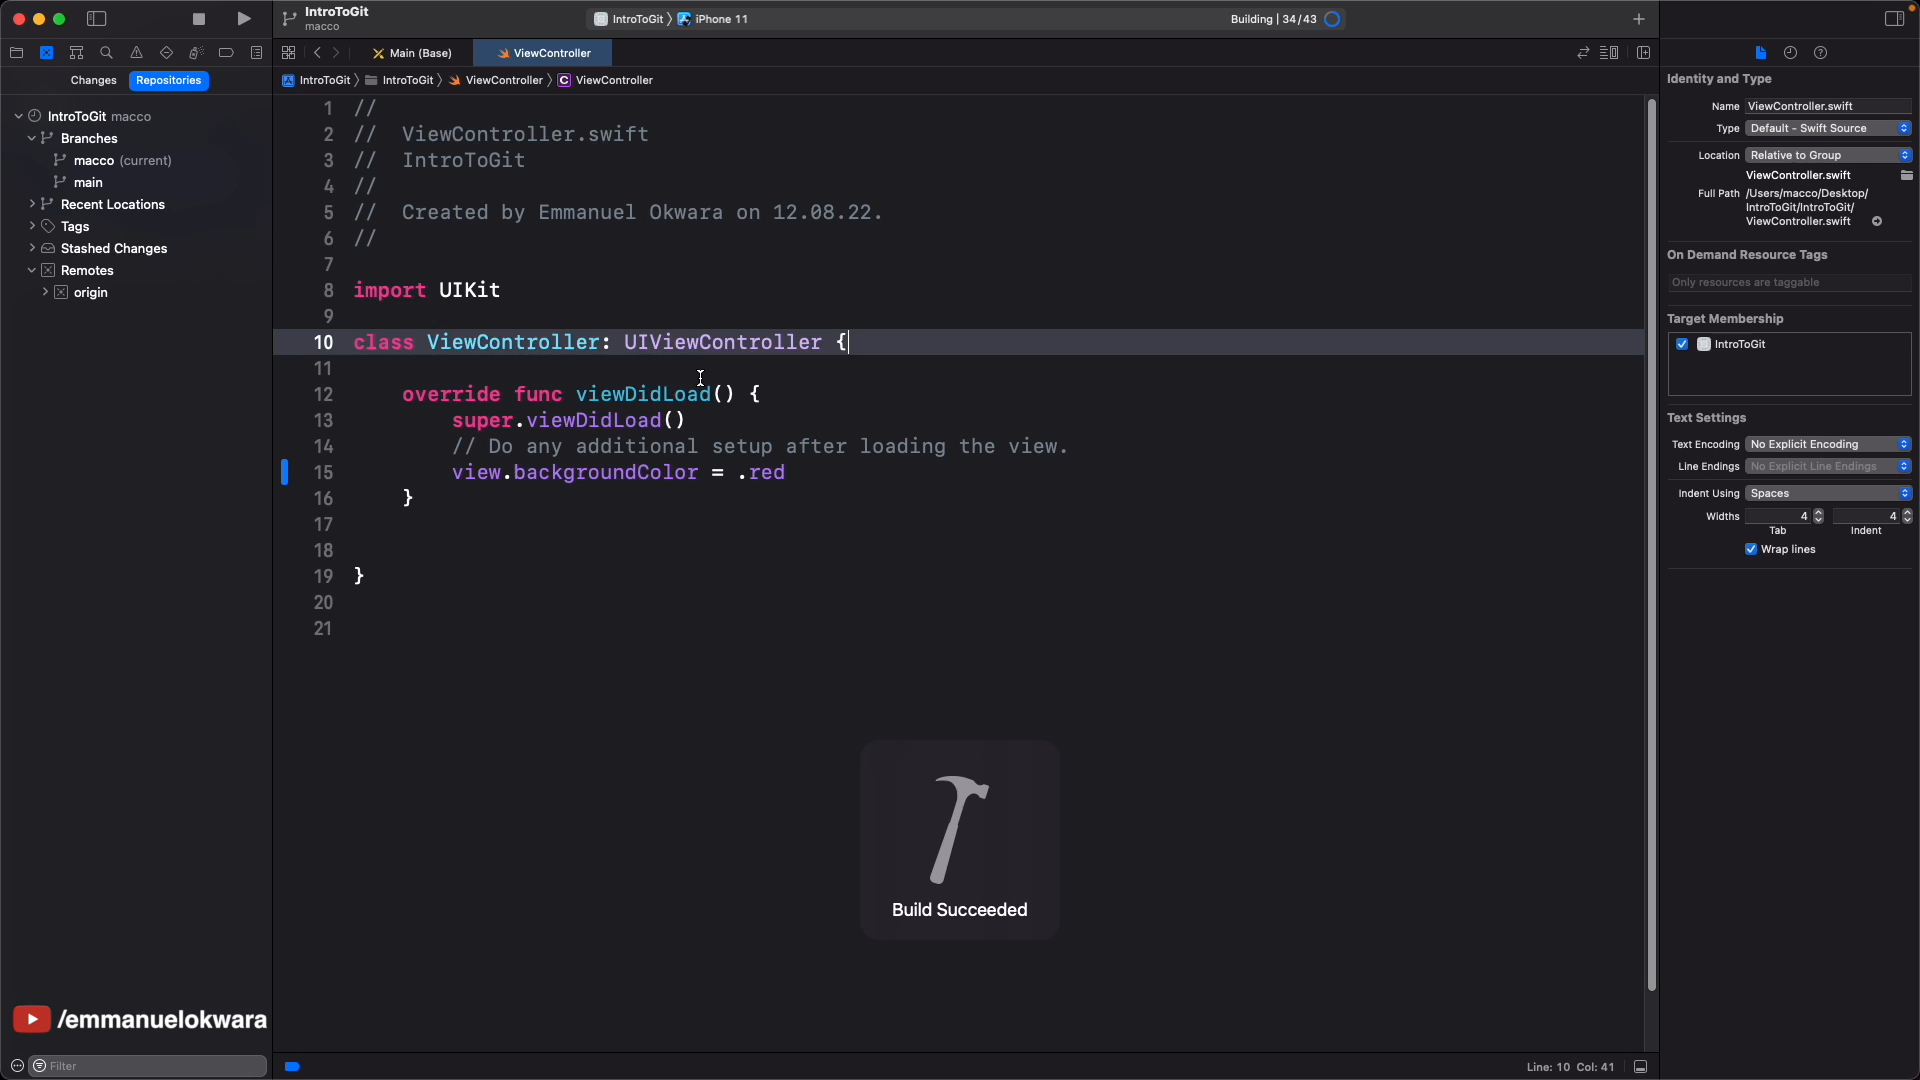 IntroToGit
macco
IntroToGit
iPhone 11
Building | 34/43
Main (Base)
ViewController
Changes
Repositories
IntroToGit
IntroToGit
ViewController
C
ViewController
IntroToGit macco
Branches
macco (current)
main
Recent Locations
Tags
Stashed Changes
Remotes
origin
1 //
2 //  ViewController.swift
3 //  IntroToGit
4 //
5 //  Created by Emmanuel Okwara on 12.08.22.
6 //
7
8 import UIKit
9
10 class ViewController: UIViewController {
11
12     override func viewDidLoad() {
13         super.viewDidLoad()
14         // Do any additional setup after loading the view.
15         view.backgroundColor = .red
16     }
17
18
19 }
20
21
Build Succeeded
/emmanuelokwara
Filter
Line: 10 Col: 41
Identity and Type
Name ViewController.swift
Type Default - Swift Source
Location Relative to Group
ViewController.swift
Full Path /Users/macco/Desktop/
IntroToGit/IntroToGit/
ViewController.swift
On Demand Resource Tags
Only resources are taggable
Target Membership
IntroToGit
Text Settings
Text Encoding No Explicit Encoding
Line Endings No Explicit Line Endings
Indent Using Spaces
Widths 4 4
Tab Indent
Wrap lines